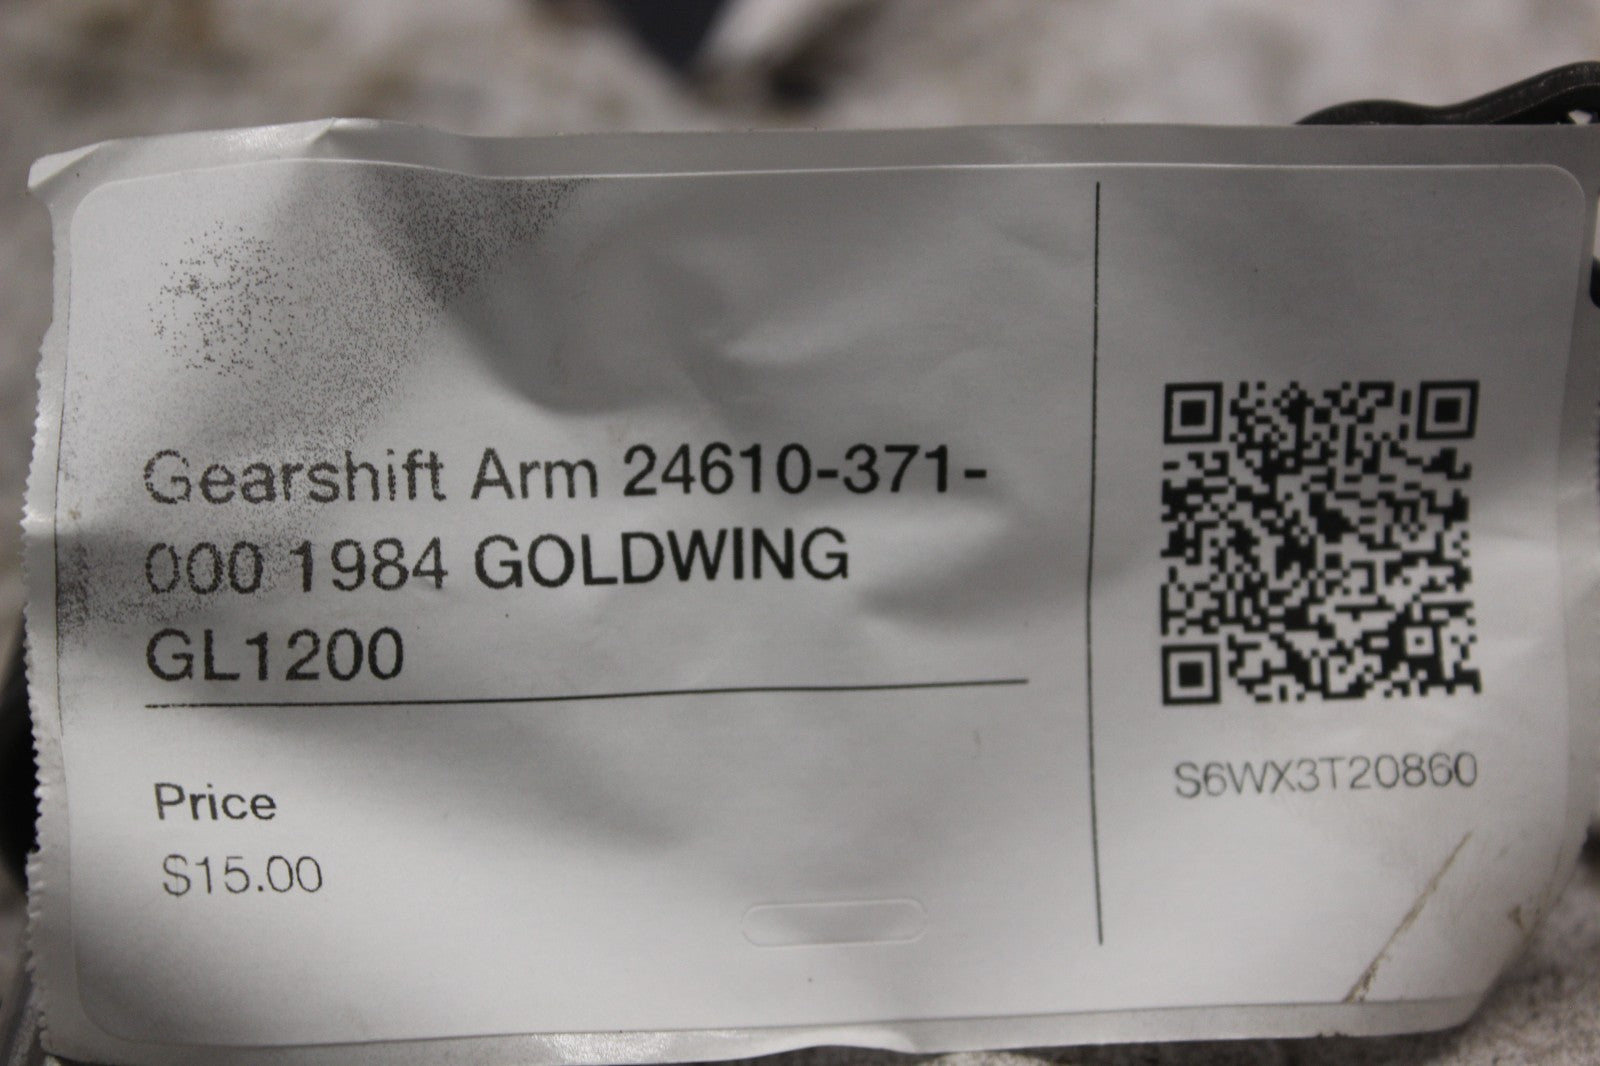 Gearshift Arm 24610-371-
000 1984 GOLDWING
GL1200
Price
$15.00
S6WX3T20860